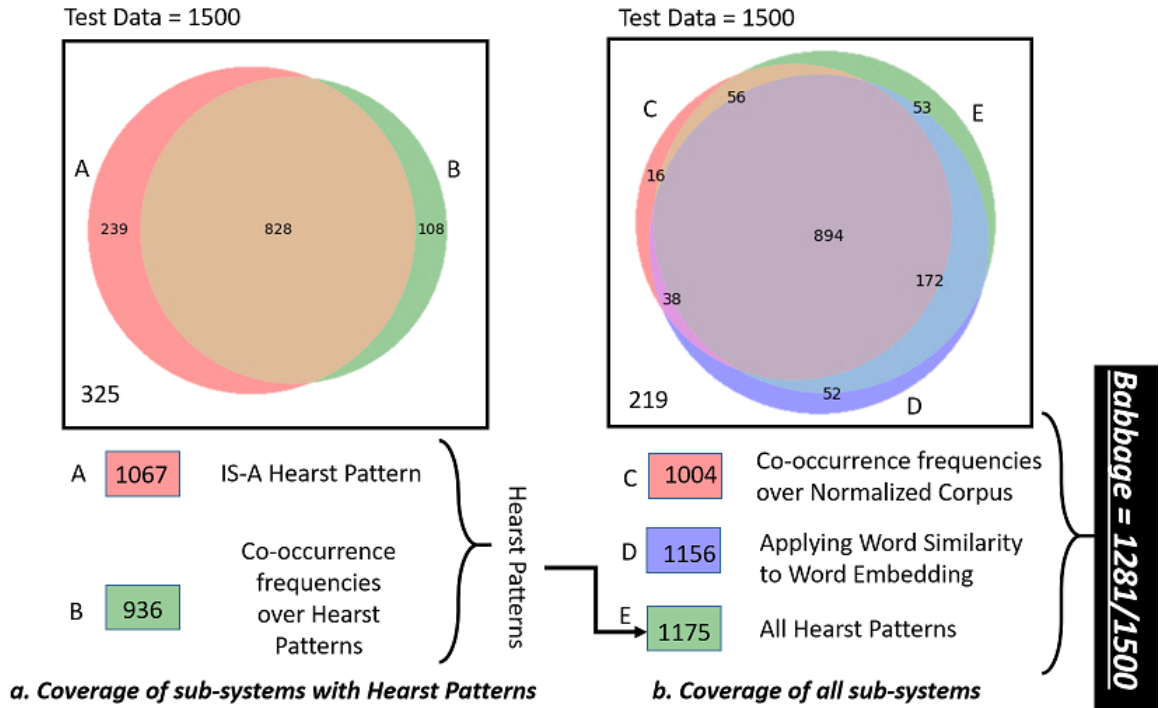 Test Data = 1500
A
B
239
828
108
325
A
1067
IS-A Hearst Pattern
B
936
Co-occurrence
frequencies
over Hearst
Patterns
Hearst Patterns
a. Coverage of sub-systems with Hearst Patterns
Test Data = 1500
C
56
53
E
16
894
172
38
52
219
D
C
1004
Co-occurrence frequencies
over Normalized Corpus
D
1156
Applying Word Similarity
to Word Embedding
E
1175
All Hearst Patterns
b. Coverage of all sub-systems
Babbage = 1281/1500